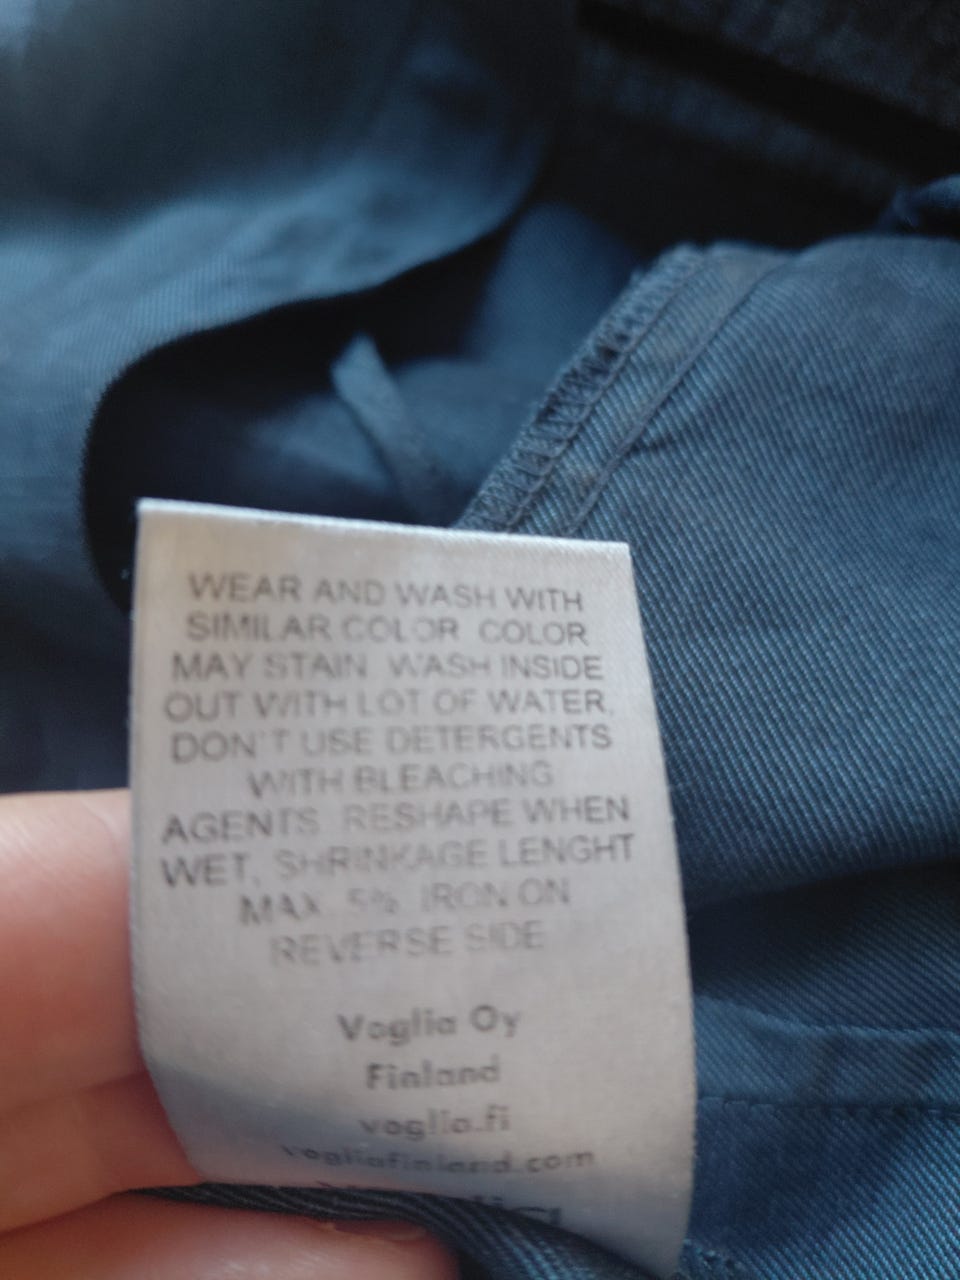 WEAR AND WASH WITH
SIMILAR COLOR COLOR
MAY STAIN WASH INSIDE
OUT WITH LOT OF WATER.
DON'T USE DETERGENTS
WITH BLEACHING
AGENTS RESHAPE WHEN
WET, SHRINKAGE LENGHT
MAX. 5% IRON ON
REVERSE SIDE
Voglia Oy
Finland
voglia.fi
vogliafinland.com